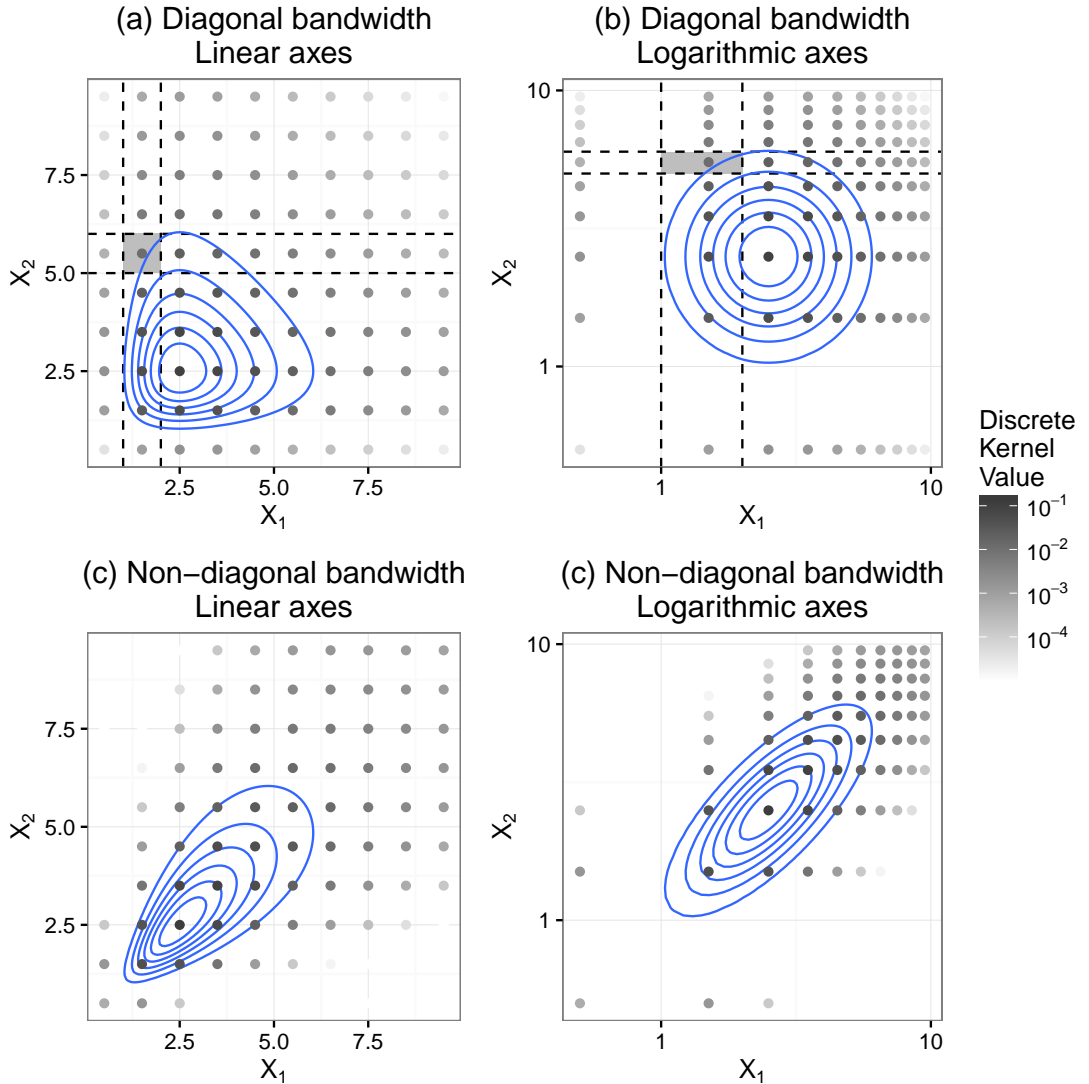 (a) Diagonal bandwidth
Linear axes
7.5
5.0
2.5
X₂
2.5 5.0 7.5
X₁
(b) Diagonal bandwidth
Logarithmic axes
10
1
X₂
1 10
X₁
(c) Non−diagonal bandwidth
Linear axes
7.5
5.0
2.5
X₂
2.5 5.0 7.5
X₁
(c) Non−diagonal bandwidth
Logarithmic axes
10
1
X₂
1 10
X₁
Discrete
Kernel
Value
10⁻¹
10⁻²
10⁻³
10⁻⁴